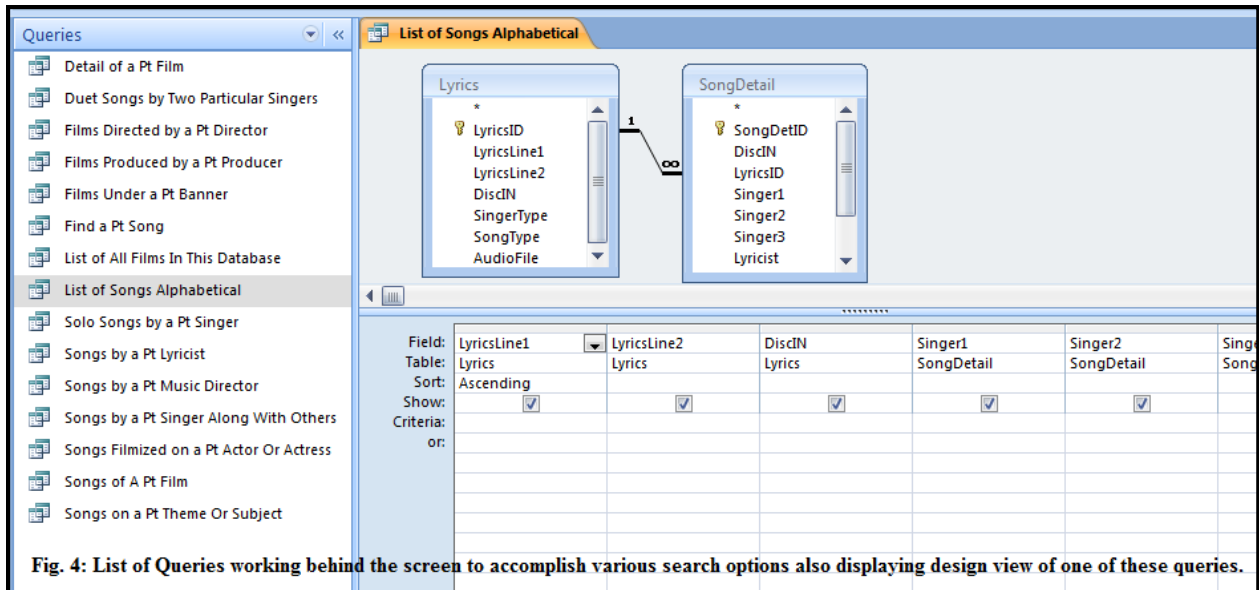 Queries
Detail of a Pt Film
Duet Songs by Two Particular Singers
Films Directed by a Pt Director
Films Produced by a Pt Producer
Films Under a Pt Banner
Find a Pt Song
List of All Films In This Database
List of Songs Alphabetical
Solo Songs by a Pt Singer
Songs by a Pt Lyricist
Songs by a Pt Music Director
Songs by a Pt Singer Along With Others
Songs Filmized on a Pt Actor Or Actress
Songs of A Pt Film
Songs on a Pt Theme Or Subject
List of Songs Alphabetical
Lyrics
*
LyricsID
LyricsLine1
LyricsLine2
DiscIN
SingerType
SongType
AudioFile
1
∞
SongDetail
*
SongDetID
DiscIN
LyricsID
Singer1
Singer2
Singer3
Lyricist
Field: LyricsLine1 LyricsLine2 DiscIN Singer1 Singer2 Singe
Table: Lyrics Lyrics Lyrics SongDetail SongDetail Song
Sort: Ascending
Show:
Criteria:
or:
Fig. 4: List of Queries working behind the screen to accomplish various search options also displaying design view of one of these queries.